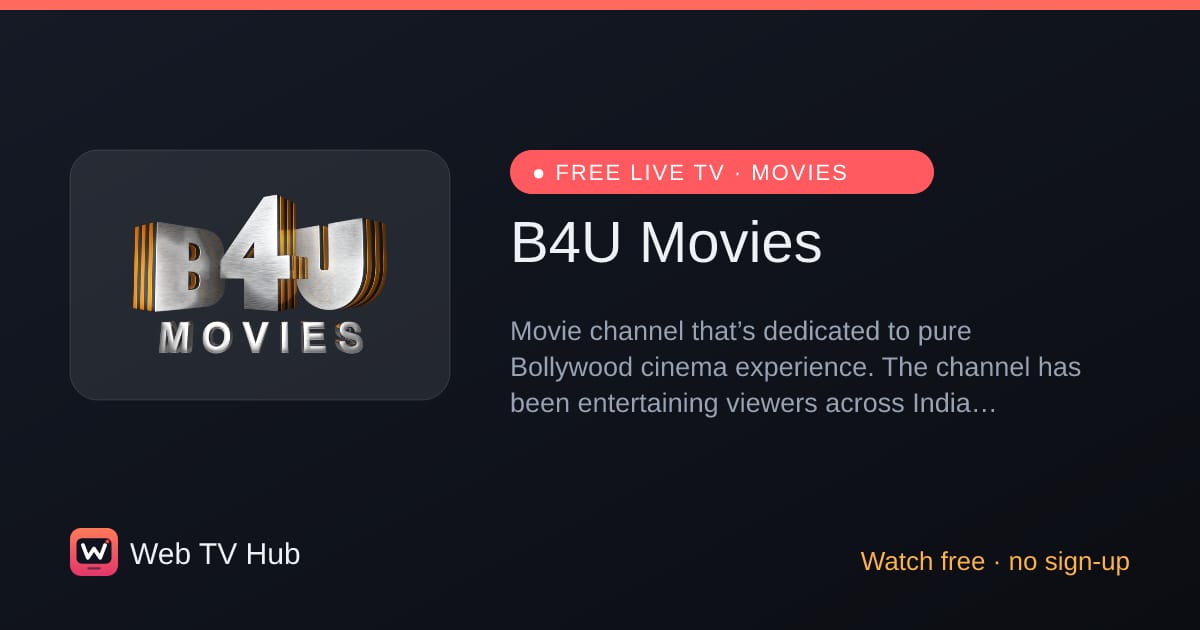 B4U
MOVIES
● FREE LIVE TV · MOVIES
B4U Movies
Movie channel that’s dedicated to pure
Bollywood cinema experience. The channel has
been entertaining viewers across India…
W
Web TV Hub
Watch free · no sign-up